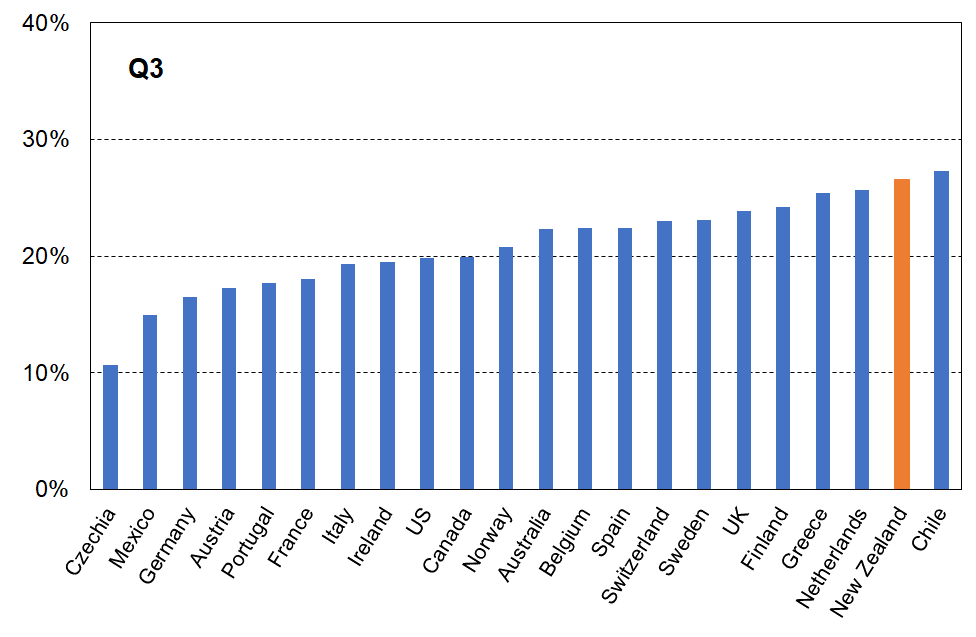 40%
Q3
30%
20%
10%
0%
Czechia
Mexico
Germany
Austria
Portugal
France
Italy
Ireland
US
Canada
Norway
Australia
Belgium
Spain
Switzerland
Sweden
UK
Finland
Greece
Netherlands
New Zealand
Chile